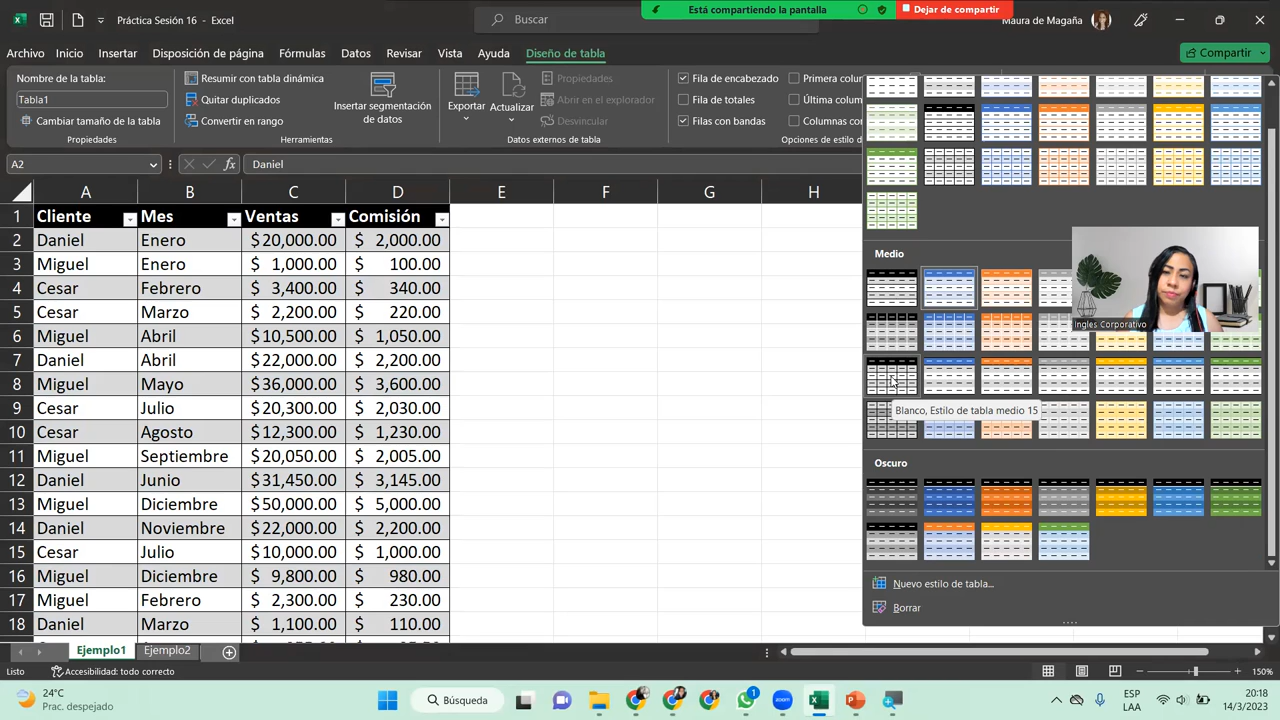 Práctica Sesión 16 - Excel
Buscar
Está compartiendo la pantalla
Dejar de compartir
Maura de Magaña
Archivo
Inicio
Insertar
Disposición de página
Fórmulas
Datos
Revisar
Vista
Ayuda
Diseño de tabla
Compartir
Nombre de la tabla:
Tabla1
Cambiar tamaño de la tabla
Propiedades
Resumir con tabla dinámica
Quitar duplicados
Convertir en rango
Herramientas
Insertar segmentación
de datos
Exportar
Actualizar
Propiedades
Abrir en el explorador
Desvincular
Datos externos de tabla
Fila de encabezado
Fila de totales
Filas con bandas
Primera colum
Última colum
Columnas co
Opciones de estilo d
A2
fx
Daniel
A B C D E F G H
1 Cliente Mes Ventas Comisión
2 Daniel Enero $20,000.00 $ 2,000.00
3 Miguel Enero $ 1,000.00 $ 100.00
4 Cesar Febrero $ 3,400.00 $ 340.00
5 Cesar Marzo $ 2,200.00 $ 220.00
6 Miguel Abril $10,500.00 $ 1,050.00
7 Daniel Abril $22,000.00 $ 2,200.00
8 Miguel Mayo $36,000.00 $ 3,600.00
9 Cesar Julio $20,300.00 $ 2,030.00
10 Cesar Agosto $12,300.00 $ 1,230.00
11 Miguel Septiembre $20,050.00 $ 2,005.00
12 Daniel Junio $31,450.00 $ 3,145.00
13 Miguel Diciembre $50,000.00 $ 5,000.00
14 Daniel Noviembre $22,000.00 $ 2,200.00
15 Cesar Julio $10,000.00 $ 1,000.00
16 Miguel Diciembre $ 9,800.00 $ 980.00
17 Miguel Febrero $ 2,300.00 $ 230.00
18 Daniel Marzo $ 1,100.00 $ 110.00
Medio
Ingles Corporativo
Blanco, Estilo de tabla medio 15
Oscuro
Nuevo estilo de tabla...
Borrar
Ejemplo1
Ejemplo2
Listo
Accesibilidad: todo correcto
150%
24°C
Prac. despejado
Búsqueda
1
zoom
ESP
LAA
20:18
14/3/2023